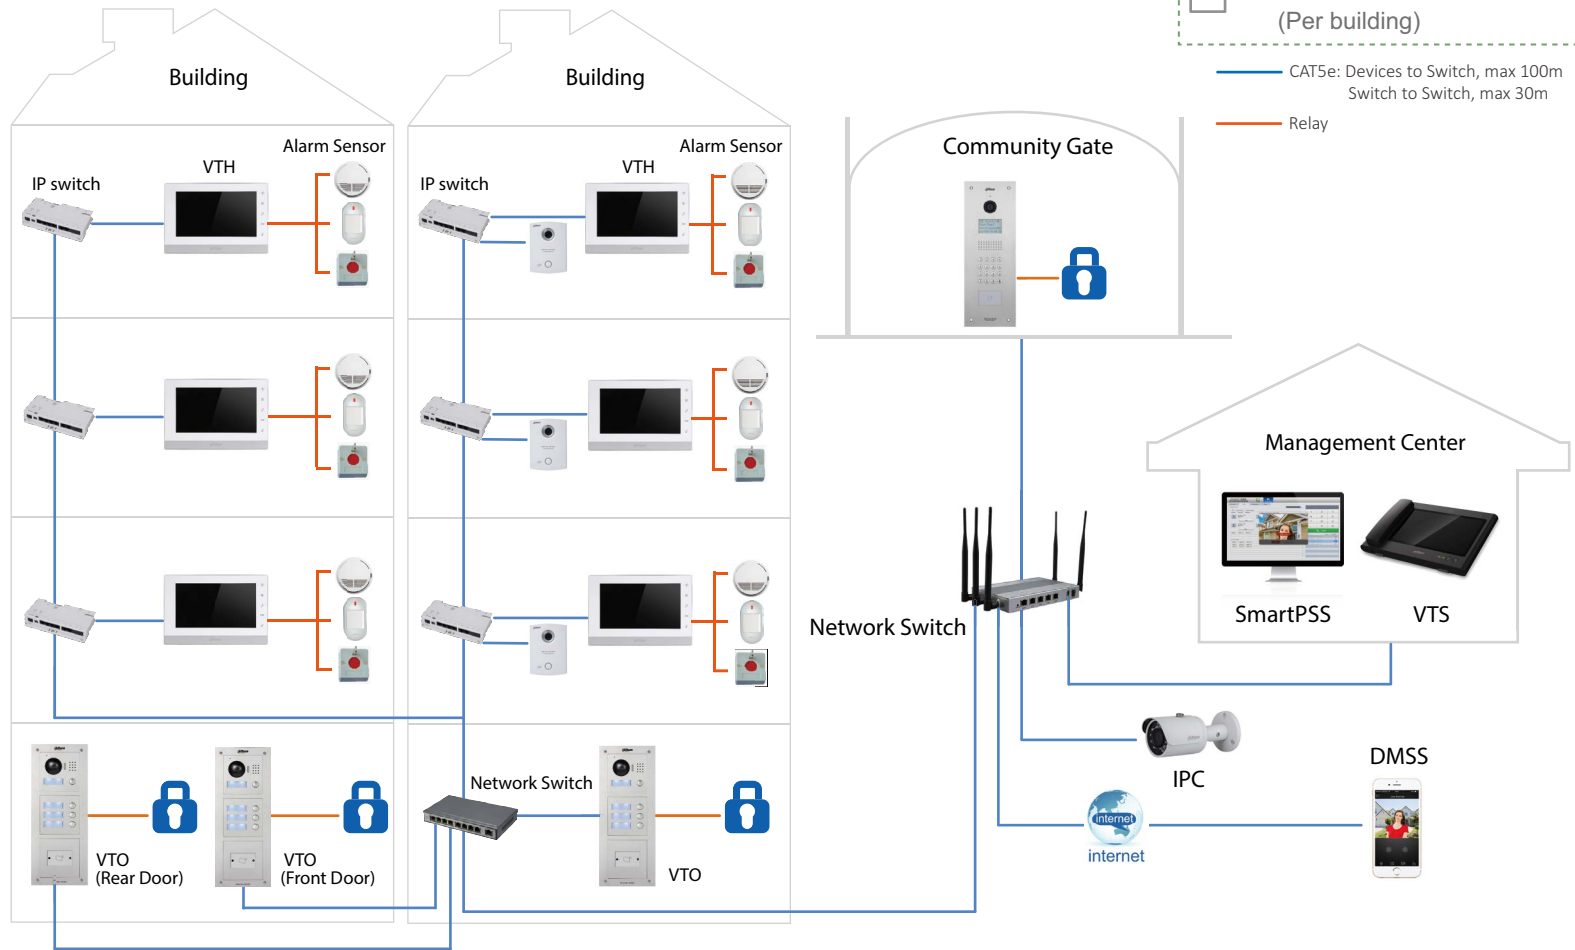 (Per building)
CAT5e: Devices to Switch, max 100m
Switch to Switch, max 30m
Relay
Building
Building
Alarm Sensor
VTH
IP switch
Alarm Sensor
VTH
IP switch
Community Gate
Management Center
SmartPSS
VTS
Network Switch
IPC
DMSS
internet
internet
Network Switch
VTO
(Rear Door)
VTO
(Front Door)
VTO